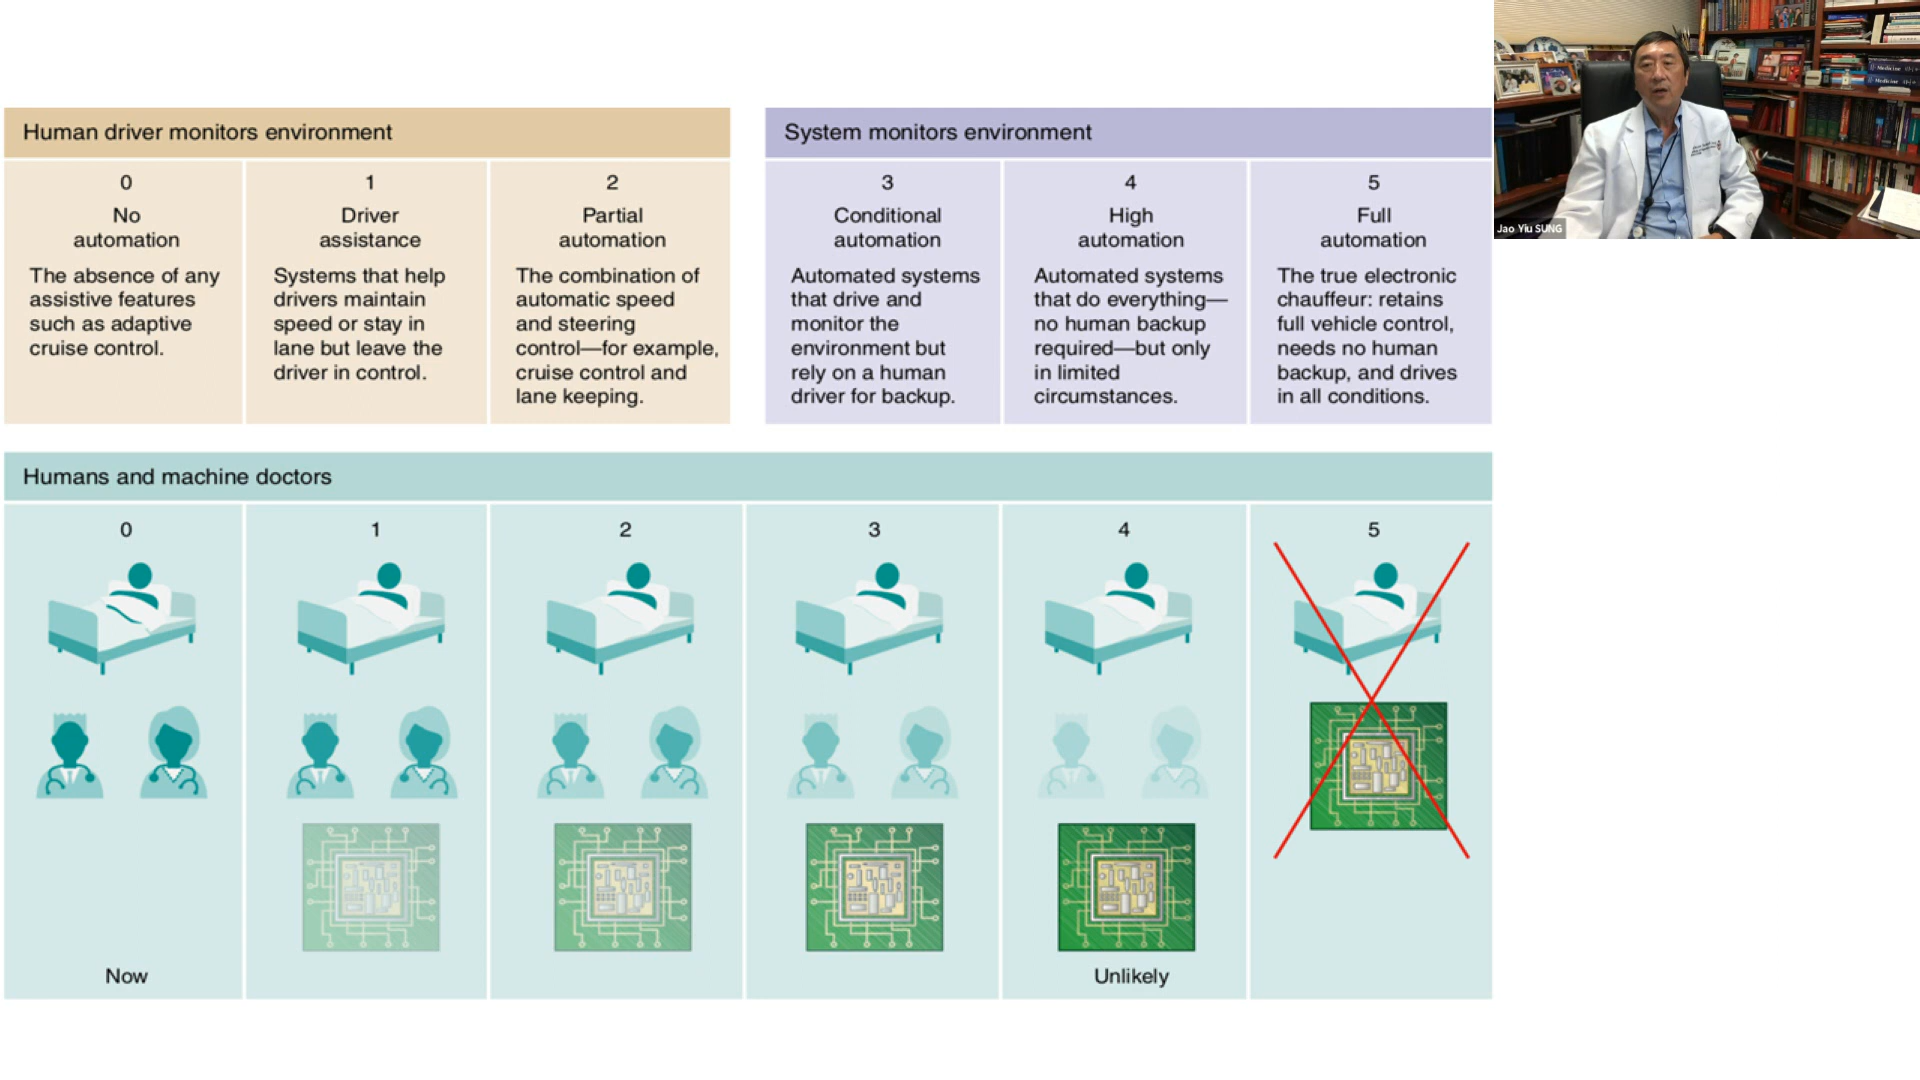 Human driver monitors environment
0
No
automation
The absence of any
assistive features
such as adaptive
cruise control.
1
Driver
assistance
Systems that help
drivers maintain
speed or stay in
lane but leave the
driver in control.
2
Partial
automation
The combination of
automatic speed
and steering
control—for example,
cruise control and
lane keeping.
System monitors environment
3
Conditional
automation
Automated systems
that drive and
monitor the
environment but
rely on a human
driver for backup.
4
High
automation
Automated systems
that do everything—
no human backup
required—but only
in limited
circumstances.
5
Full
automation
The true electronic
chauffeur: retains
full vehicle control,
needs no human
backup, and drives
in all conditions.
Humans and machine doctors
0
1
2
3
4
5
Now
Unlikely
Jao Yiu SUNG
Medicine
Medicine